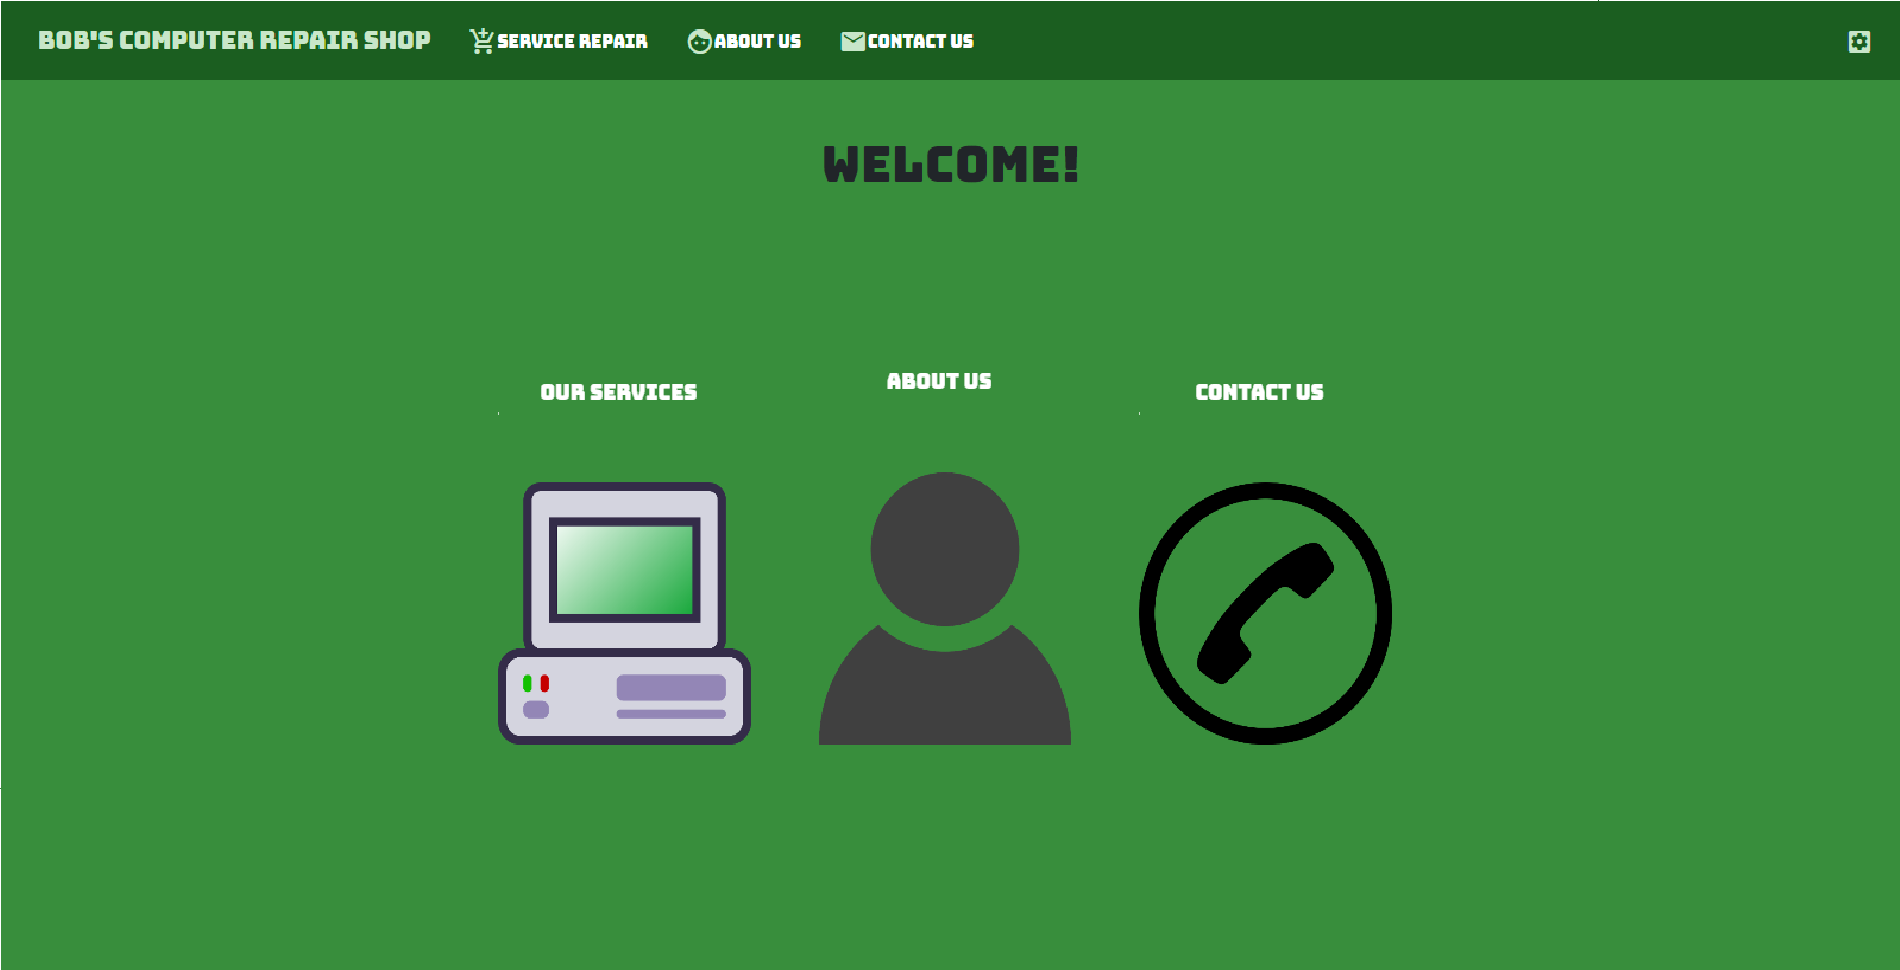 BOB'S COMPUTER REPAIR SHOP
SERVICE REPAIR
ABOUT US
CONTACT US
WELCOME!
OUR SERVICES
ABOUT US
CONTACT US